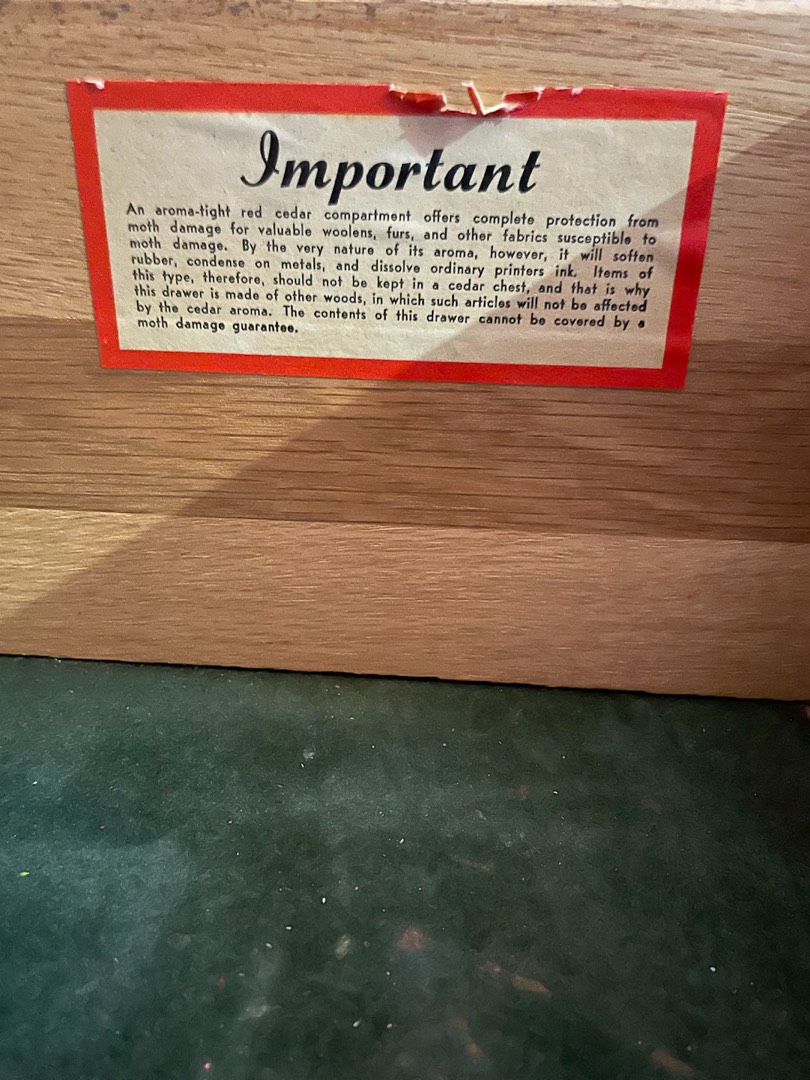 Important
An aroma-tight red cedar compartment offers complete protection from
moth damage for valuable woolens, furs, and other fabrics susceptible to
moth damage. By the very nature of its aroma, however, it will soften
rubber, condense on metals, and dissolve ordinary printers ink. Items of
this type, therefore, should not be kept in a cedar chest, and that is why
this drawer is made of other woods, in which such articles will not be affected
by the cedar aroma. The contents of this drawer cannot be covered by a
moth damage guarantee.